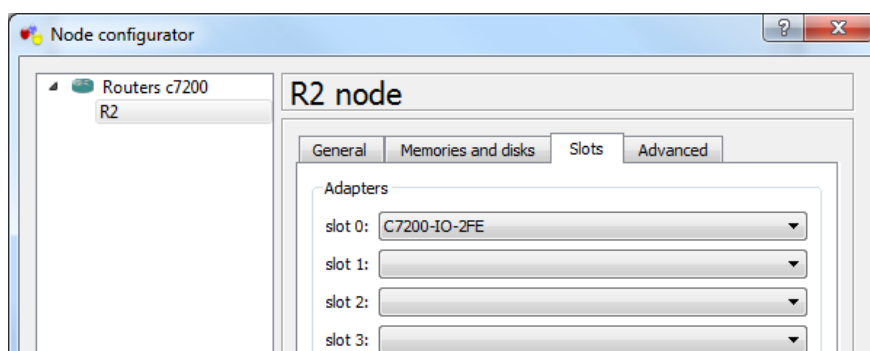 Node configurator
?
X
Routers c7200
R2
R2 node
General
Memories and disks
Slots
Advanced
Adapters
slot 0: C7200-IO-2FE
slot 1:
slot 2:
slot 3: